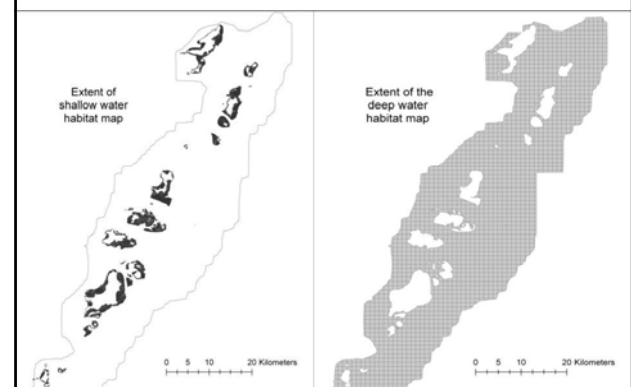 Extent of
shallow water
habitat map
0 5 10 20 Kilometers
Extent of the
deep water
habitat map
0 5 10 20 Kilometers